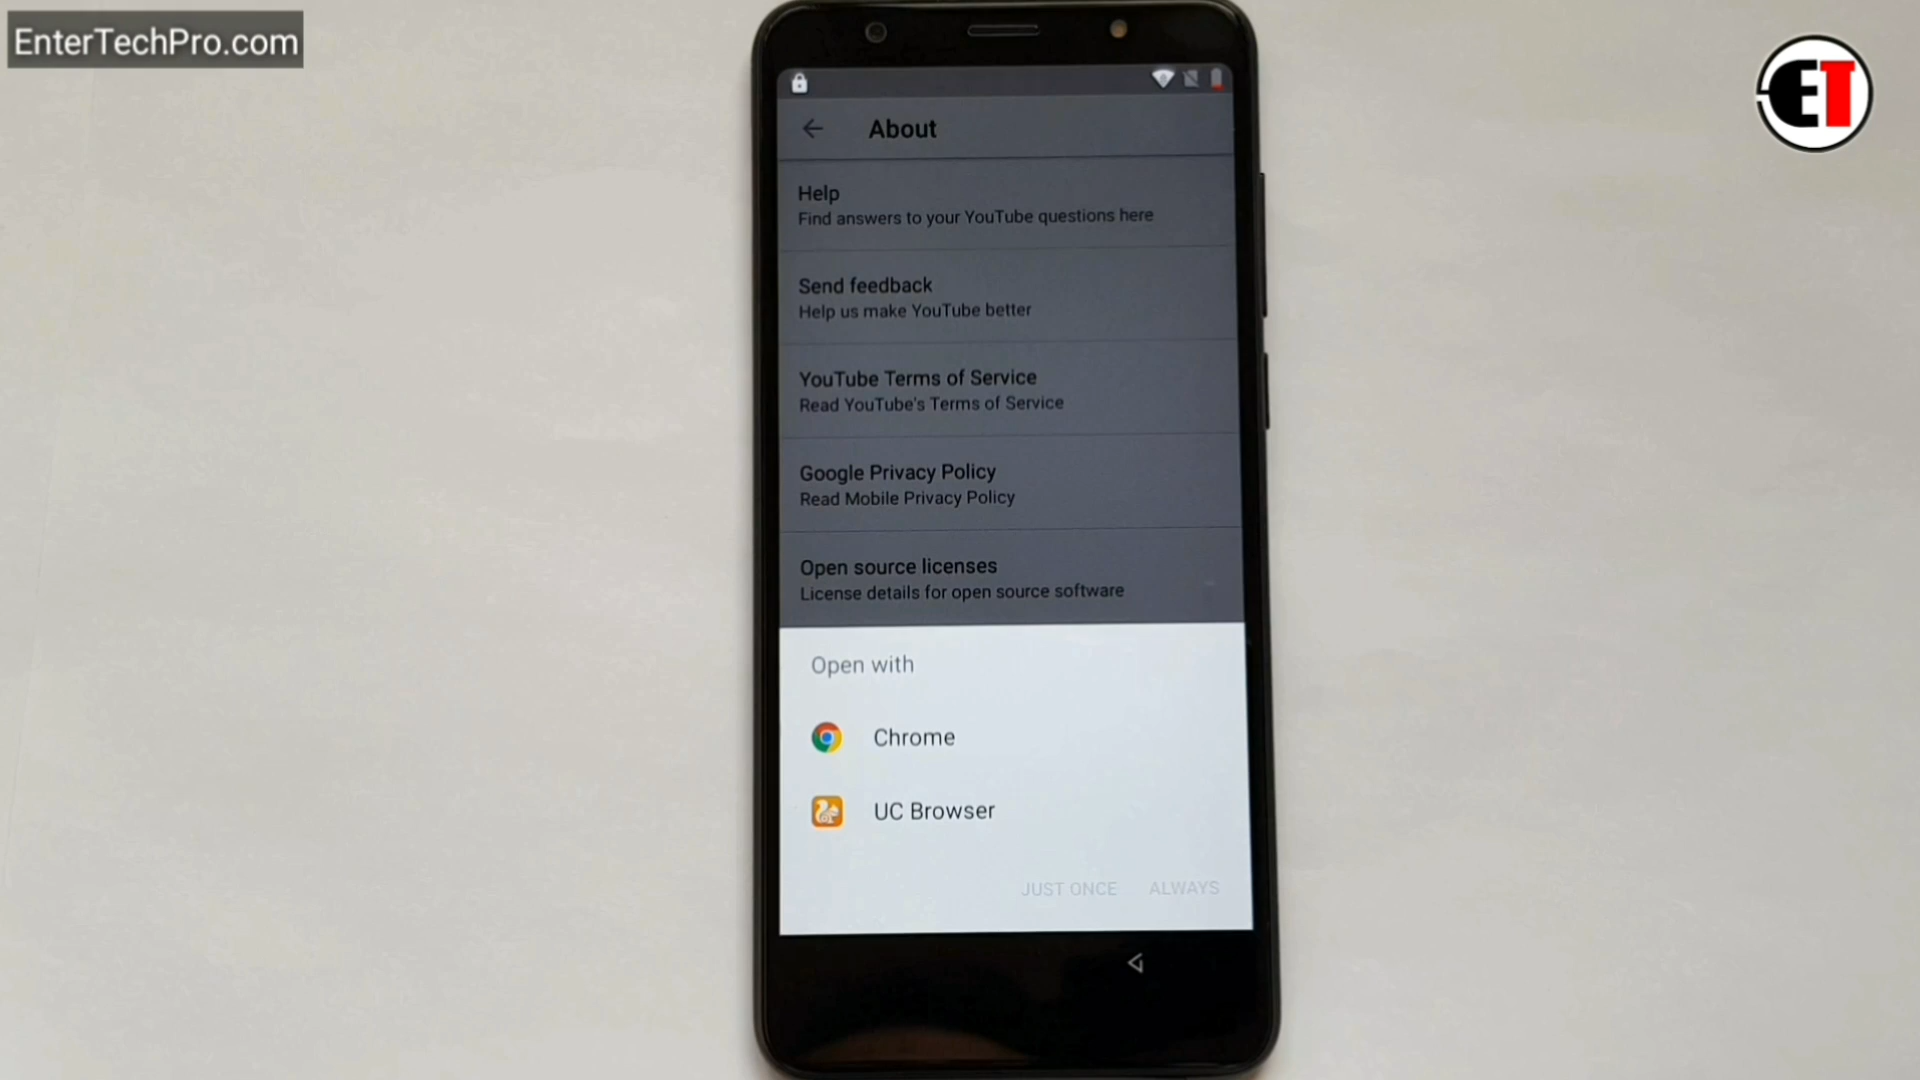 EnterTechPro.com
ET
About
Help
Find answers to your YouTube questions here
Send feedback
Help us make YouTube better
YouTube Terms of Service
Read YouTube's Terms of Service
Google Privacy Policy
Read Mobile Privacy Policy
Open source licenses
License details for open source software
Open with
Chrome
UC Browser
JUST ONCE ALWAYS